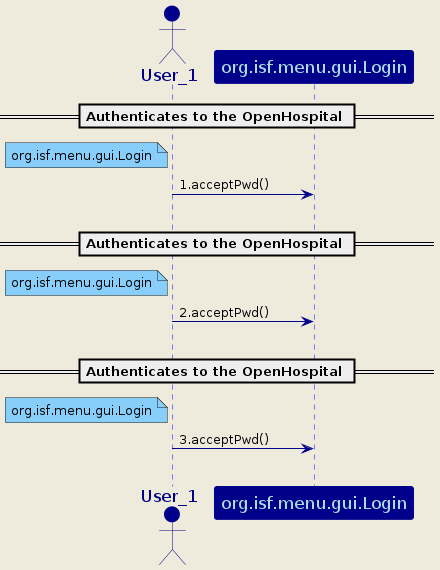 User_1
org.isf.menu.gui.Login
Authenticates to the OpenHospital
org.isf.menu.gui.Login
1.acceptPwd()
Authenticates to the OpenHospital
org.isf.menu.gui.Login
2.acceptPwd()
Authenticates to the OpenHospital
org.isf.menu.gui.Login
3.acceptPwd()
User_1
org.isf.menu.gui.Login